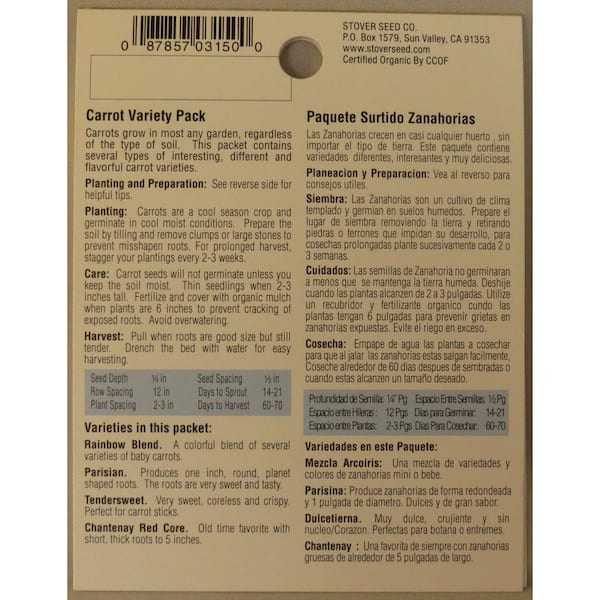 0 87857 03150 0
STOVER SEED CO.
P.O. Box 1579, Sun Valley, CA 91353
www.stoverseed.com
Certified Organic By CCOF
Carrot Variety Pack
Carrots grow in most any garden, regardless
of the type of soil. This packet contains
several types of interesting, different and
flavorful carrot varieties.
Planting and Preparation: See reverse side for
helpful tips.
Planting: Carrots are a cool season crop and
germinate in cool moist conditions. Prepare the
soil by tilling and remove clumps or large stones to
prevent misshapen roots. For prolonged harvest,
stagger your plantings every 2-3 weeks.
Care: Carrot seeds will not germinate unless you
keep the soil moist. Thin seedlings when 2-3
inches tall. Fertilize and cover with organic mulch
when plants are 6 inches to prevent cracking of
exposed roots. Avoid overwatering.
Harvest: Pull when roots are good size but still
tender. Drench the bed with water for easy
harvesting.
Seed Depth ¼ in Seed Spacing ½ in
Row Spacing 12 in Days to Sprout 14-21
Plant Spacing 2-3 in Days to Harvest 60-70
Varieties in this packet:
Rainbow Blend. A colorful blend of several
varieties of baby carrots.
Parisian. Produces one inch, round, planet
shaped roots. The roots are very sweet and tasty.
Tendersweet. Very sweet, coreless and crispy.
Perfect for carrot sticks.
Chantenay Red Core. Old time favorite with
short, thick roots to 5 inches.
Paquete Surtido Zanahorias
Las Zanahorias crecen en casi cualquier huerto , sin
importar el tipo de tierra. Este paquete contiene
variedades diferentes, interesantes y muy deliciosas.
Planeacion y Preparacion: Vea al reverso para
consejos utiles.
Siembra: Las Zanahorias son un cultivo de clima
templado y germian en suelos humedos. Prepare el
lugar de siembra removiendo la tierra y retirando
piedras o terrones que impidan su desarrollo, para
cosechas prolongadas plante sucesivamente cada 2 o
3 semanas.
Cuidados: Las semillas de Zanahoria no germinaran
a menos que se mantenga la tierra humeda. Deshije
cuando las plantas alcanzen de 2 a 3 pulgadas. Utilize
un recubridor y fertilizante organico cundo las
plantas tengan 6 pulgadas para prevenir grietas en
zanahorias expuestas. Evite el riego en exceso.
Cosecha: Empape de agua las plantas a cosechar
para que al jalar las zanahorias estas salgan facilmente,
Coseche alrededor de 60 dias despues de sembradas o
cuando estas alcanzen un tamaño deseado.
Profundidad de Semilla: ¼" Pg Espacio Entre Semillas: ½ Pg
Espacio entre Hileras : 12 Pgs Dias para Germinar: 14-21
Espacio entre Plantas: 2-3 Pgs Dias Para Cosechar: 60-70
Variedades en este Paquete:
Mezcla Arcoiris: Una mezcla de variedades y
colores de zanahorias mini o bebe.
Parisina: Produce zanahorias de forma redondeada
y 1 pulgada de diametro. Dulces y de gran sabor.
Dulcetierna. Muy dulce, crujiente y sin
nucleo/Corazon. Perfectas para botana o entremes.
Chantenay : Una favorita de siempre con zanahorias
gruesas de alrededor de 5 pulgadas de largo.